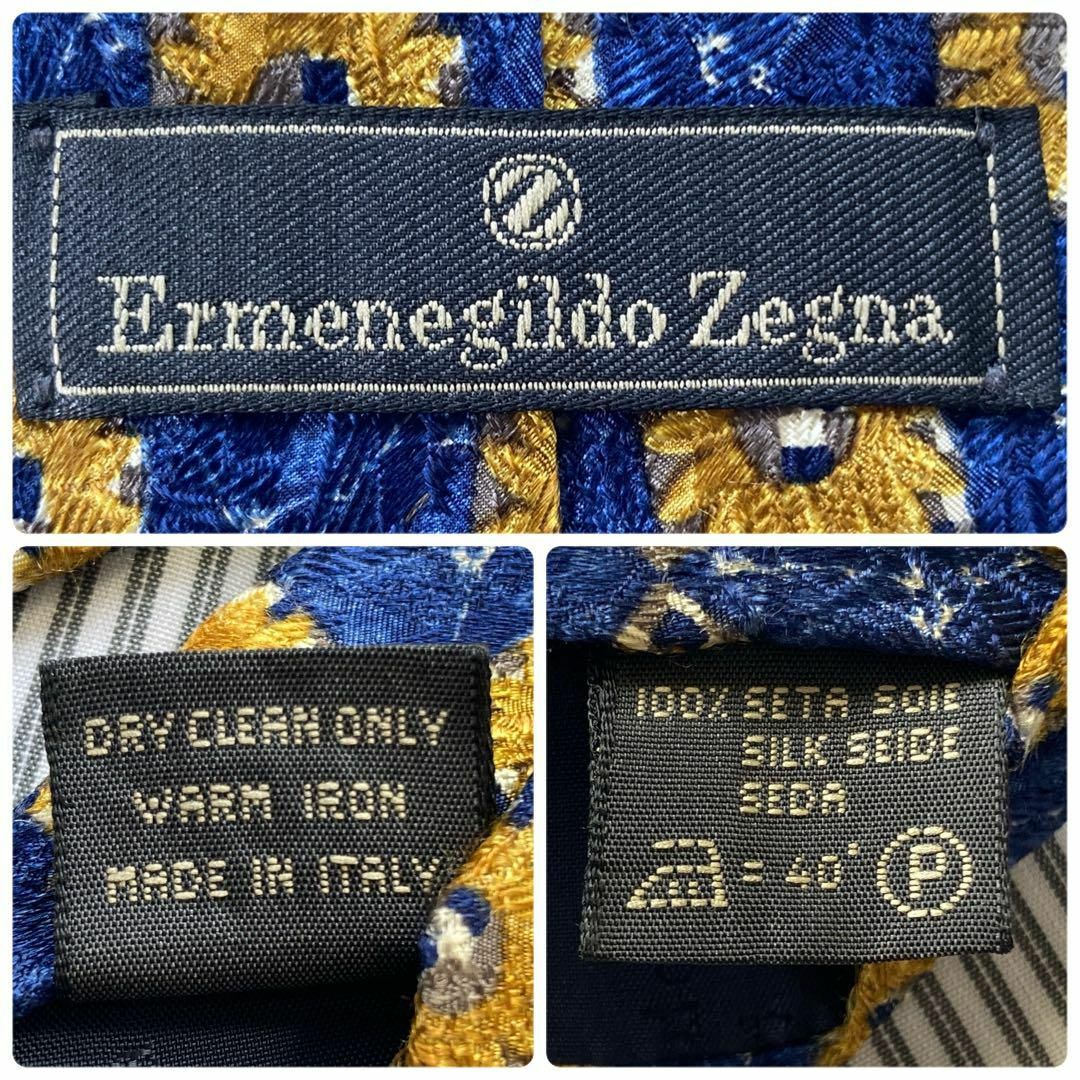 Z
Ermenegildo Zegna
DRY CLEAN ONLY
WARM IRON
MADE IN ITALY
100% SETA SOIE
SILK SEIDE
SEDA
= 40°
P